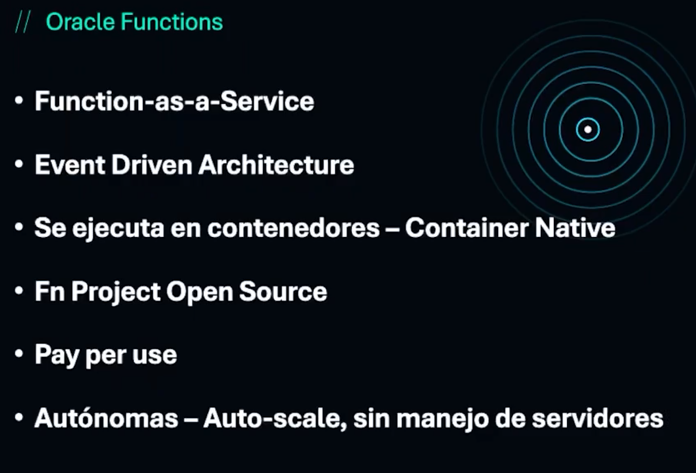 // Oracle Functions
• Function-as-a-Service
• Event Driven Architecture
• Se ejecuta en contenedores – Container Native
• Fn Project Open Source
• Pay per use
• Autónomas – Auto-scale, sin manejo de servidores